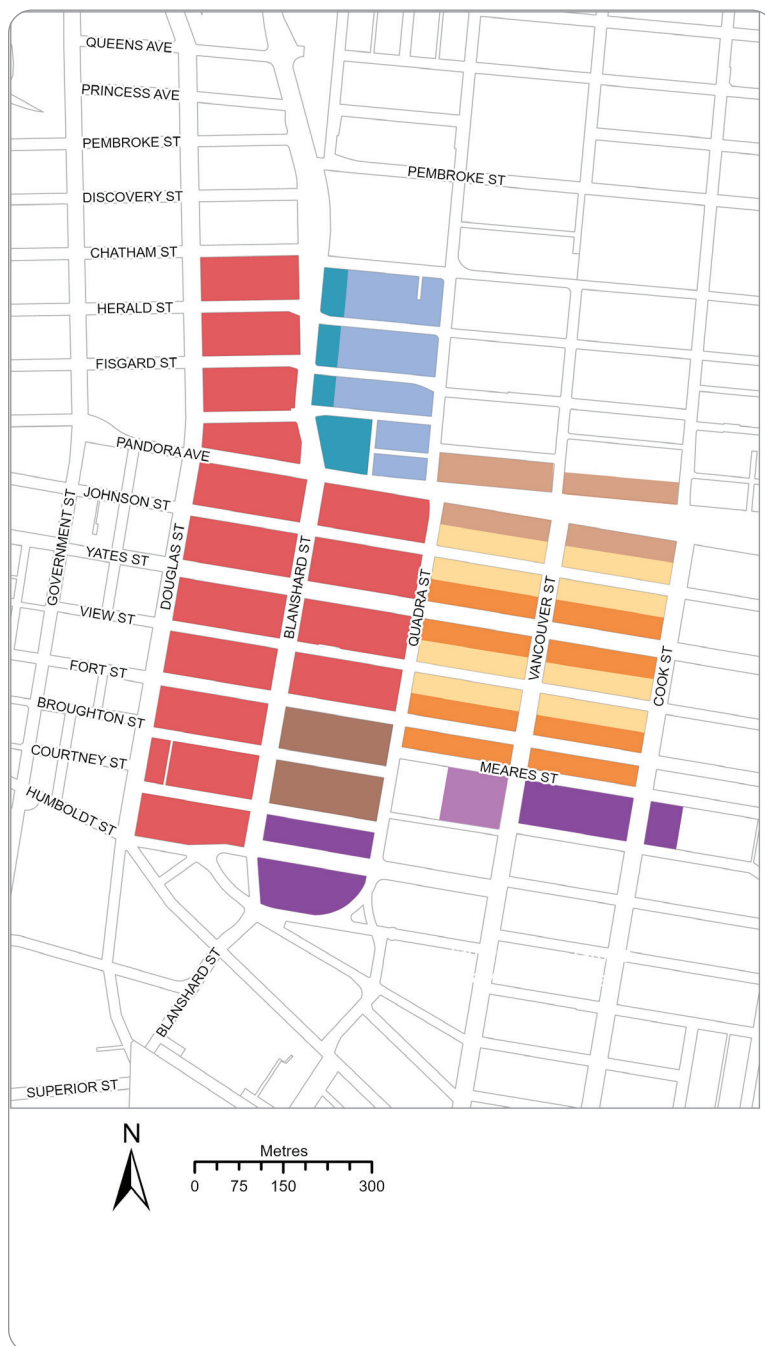 QUEENS AVE
PRINCESS AVE
PEMBROKE ST
PEMBROKE ST
DISCOVERY ST
CHATHAM ST
HERALD ST
FISGARD ST
PANDORA AVE
JOHNSON ST
GOVERNMENT ST
DOUGLAS ST
BLANSHARD ST
QUADRA ST
VANCOUVER ST
COOK ST
YATES ST
VIEW ST
FORT ST
BROUGHTON ST
COURTNEY ST
MEARES ST
HUMBOLDT ST
BLANSHARD ST
SUPERIOR ST
N
Metres
0 75 150 300